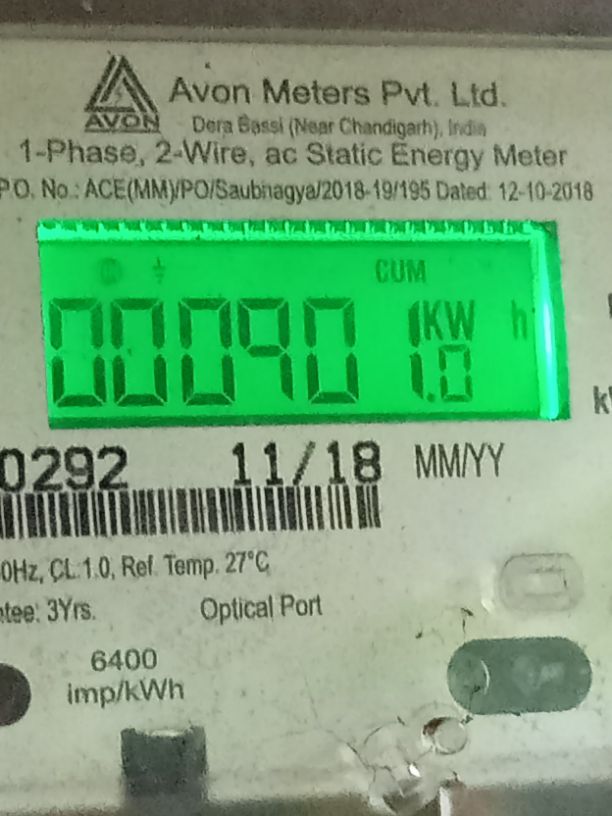 AVON
Avon Meters Pvt. Ltd.
Dera Bassi (Near Chandigarh), India
1-Phase, 2-Wire, ac Static Energy Meter
P.O. No.: ACE(MM)/PO/Saubhagya/2018-19/195 Dated: 12-10-2018
CUM
000901.0 KW h
0292 11/18 MM/YY
0Hz, CL.1.0, Ref. Temp. 27°C
tee: 3Yrs. Optical Port
6400
imp/kWh